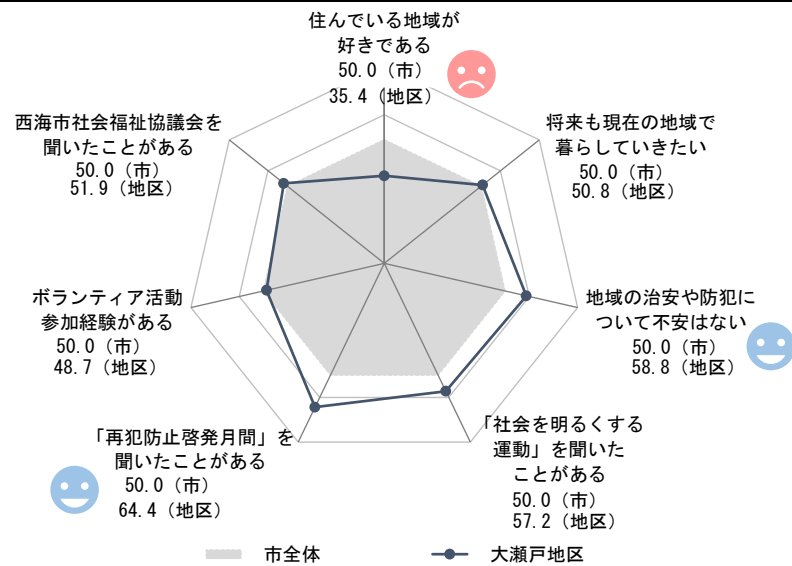 住んでいる地域が
好きである
50.0（市）
35.4（地区）
将来も現在の地域で
暮らしていきたい
50.0（市）
50.8（地区）
地域の治安や防犯に
ついて不安はない
50.0（市）
58.8（地区）
「社会を明るくする
運動」を聞いた
ことがある
50.0（市）
57.2（地区）
「再犯防止啓発月間」を
聞いたことがある
50.0（市）
64.4（地区）
ボランティア活動
参加経験がある
50.0（市）
48.7（地区）
西海市社会福祉協議会を
聞いたことがある
50.0（市）
51.9（地区）
市全体
大瀬戸地区